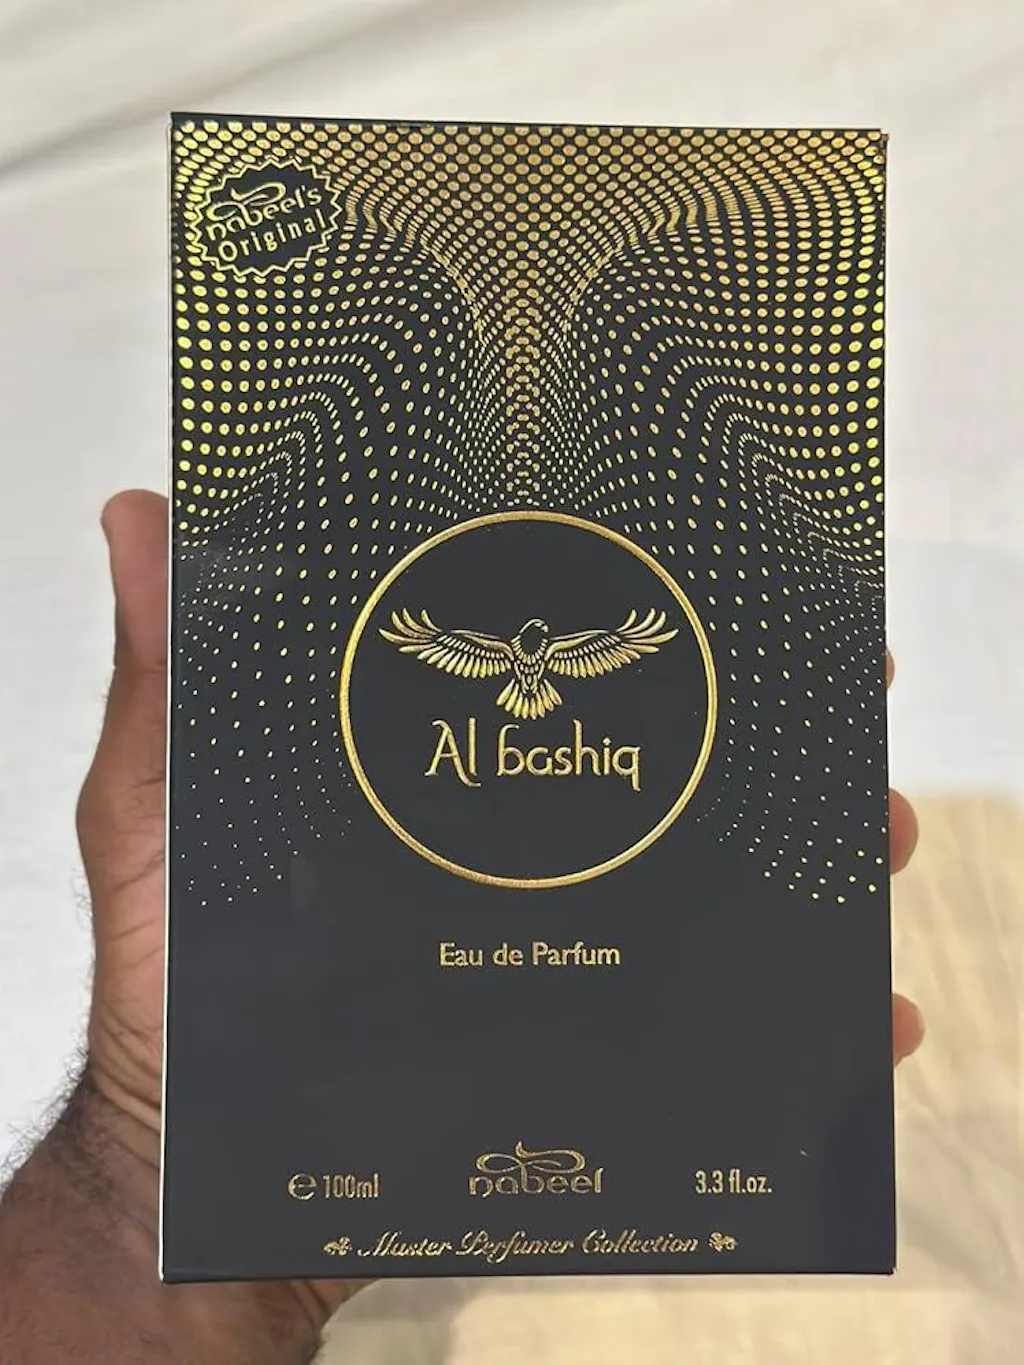 nabeel's
Original
Al bashiq
Eau de Parfum
℮ 100ml
nabeel
3.3 fl.oz.
Master Perfumer Collection